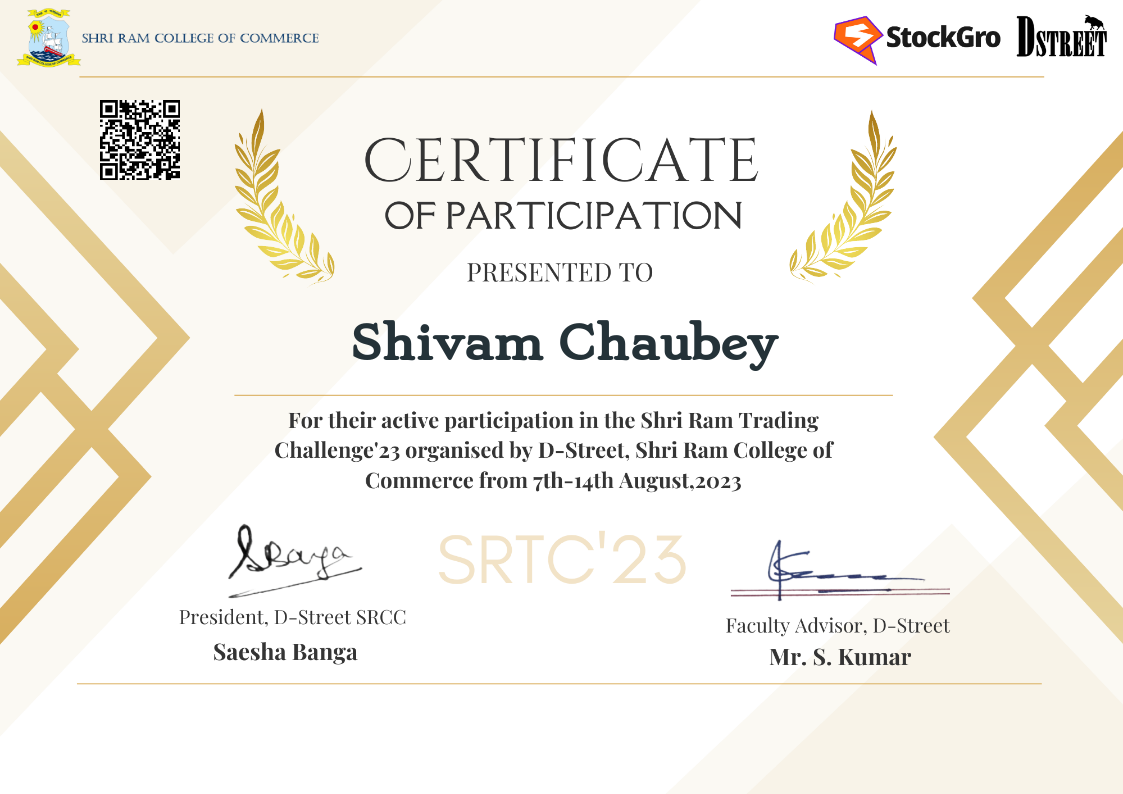 SHRI RAM COLLEGE OF COMMERCE
StockGro
DSTREET
CERTIFICATE
OF PARTICIPATION
PRESENTED TO
Shivam Chaubey
For their active participation in the Shri Ram Trading
Challenge'23 organised by D-Street, Shri Ram College of
Commerce from 7th-14th August,2023
SRTC'23
President, D-Street SRCC
Saesha Banga
Faculty Advisor, D-Street
Mr. S. Kumar